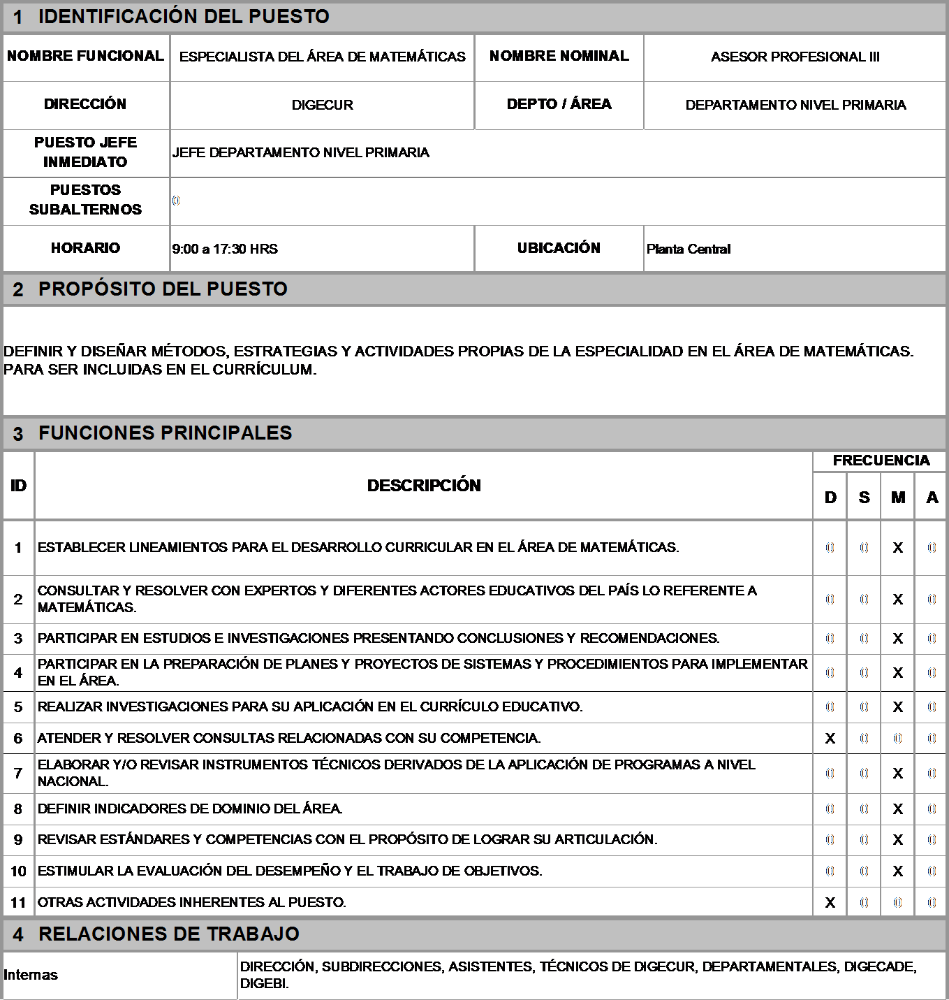 1 IDENTIFICACIÓN DEL PUESTO
NOMBRE FUNCIONAL ESPECIALISTA DEL ÁREA DE MATEMÁTICAS NOMBRE NOMINAL ASESOR PROFESIONAL III
DIRECCIÓN DIGECUR DEPTO / ÁREA DEPARTAMENTO NIVEL PRIMARIA
PUESTO JEFE
INMEDIATO
JEFE DEPARTAMENTO NIVEL PRIMARIA
PUESTOS
SUBALTERNOS
0
HORARIO 9:00 a 17:30 HRS UBICACIÓN Planta Central
2 PROPÓSITO DEL PUESTO
DEFINIR Y DISEÑAR MÉTODOS, ESTRATEGIAS Y ACTIVIDADES PROPIAS DE LA ESPECIALIDAD EN EL ÁREA DE MATEMÁTICAS.
PARA SER INCLUIDAS EN EL CURRÍCULUM.
3 FUNCIONES PRINCIPALES
ID DESCRIPCIÓN FRECUENCIA
D S M A
1 ESTABLECER LINEAMIENTOS PARA EL DESARROLLO CURRICULAR EN EL ÁREA DE MATEMÁTICAS. 0 0 X 0
2 CONSULTAR Y RESOLVER CON EXPERTOS Y DIFERENTES ACTORES EDUCATIVOS DEL PAÍS LO REFERENTE A
MATEMÁTICAS. 0 0 X 0
3 PARTICIPAR EN ESTUDIOS E INVESTIGACIONES PRESENTANDO CONCLUSIONES Y RECOMENDACIONES. 0 0 X 0
4 PARTICIPAR EN LA PREPARACIÓN DE PLANES Y PROYECTOS DE SISTEMAS Y PROCEDIMIENTOS PARA IMPLEMENTAR
EN EL ÁREA. 0 0 X 0
5 REALIZAR INVESTIGACIONES PARA SU APLICACIÓN EN EL CURRÍCULO EDUCATIVO. 0 0 X 0
6 ATENDER Y RESOLVER CONSULTAS RELACIONADAS CON SU COMPETENCIA. X 0 0 0
7 ELABORAR Y/O REVISAR INSTRUMENTOS TÉCNICOS DERIVADOS DE LA APLICACIÓN DE PROGRAMAS A NIVEL
NACIONAL. 0 0 X 0
8 DEFINIR INDICADORES DE DOMINIO DEL ÁREA. 0 0 X 0
9 REVISAR ESTÁNDARES Y COMPETENCIAS CON EL PROPÓSITO DE LOGRAR SU ARTICULACIÓN. 0 0 X 0
10 ESTIMULAR LA EVALUACIÓN DEL DESEMPEÑO Y EL TRABAJO DE OBJETIVOS. 0 0 X 0
11 OTRAS ACTIVIDADES INHERENTES AL PUESTO. X 0 0 0
4 RELACIONES DE TRABAJO
Internas DIRECCIÓN, SUBDIRECCIONES, ASISTENTES, TÉCNICOS DE DIGECUR, DEPARTAMENTALES, DIGECADE,
DIGEBI.